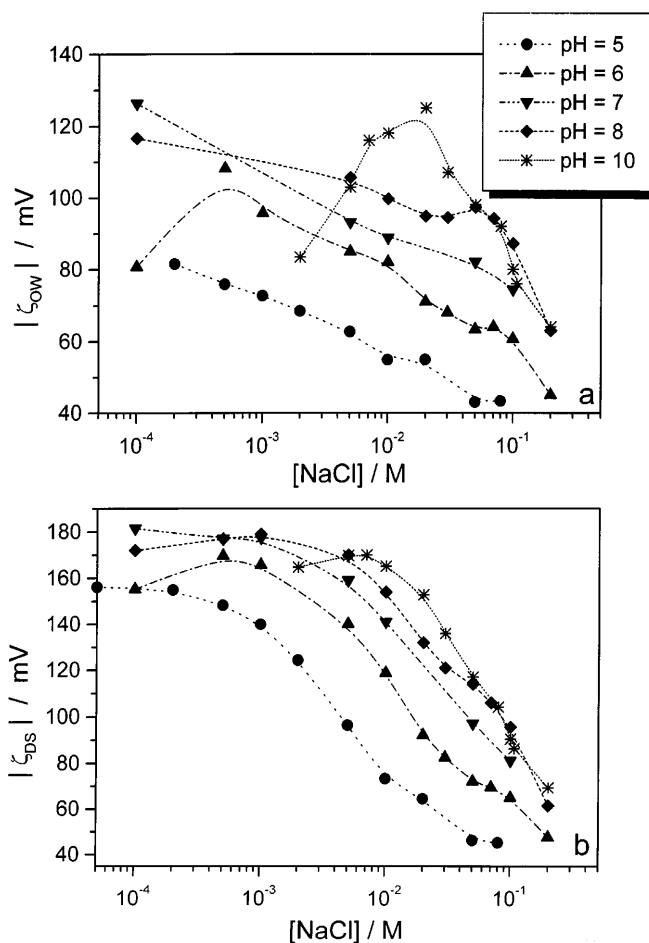 pH = 5
pH = 6
pH = 7
pH = 8
pH = 10
140
120
100
80
60
40
| ζOW | / mV
a
10⁻⁴ 10⁻³ 10⁻² 10⁻¹
[NaCl] / M
180
160
140
120
100
80
60
40
| ζDS | / mV
b
10⁻⁴ 10⁻³ 10⁻² 10⁻¹
[NaCl] / M